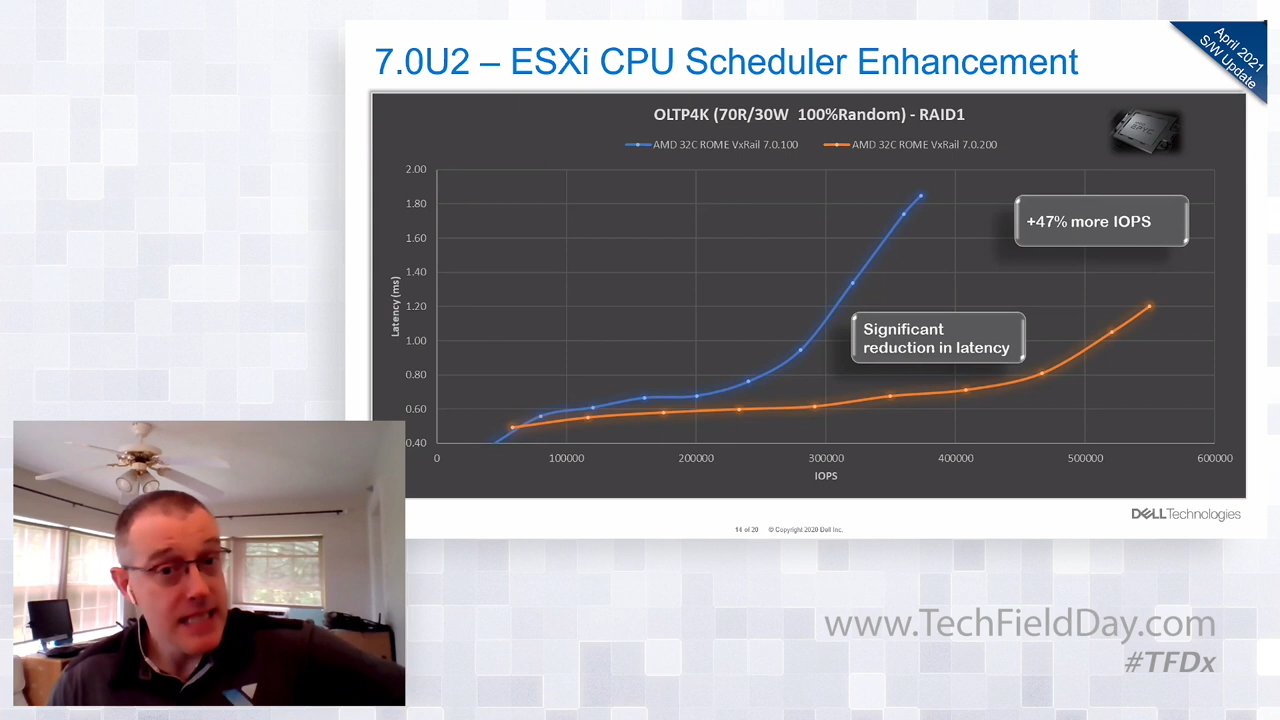 7.0U2 – ESXi CPU Scheduler Enhancement
April 2021
S/W Update
OLTP4K (70R/30W 100%Random) - RAID1
AMD 32C ROME VxRail 7.0.100
AMD 32C ROME VxRail 7.0.200
EPYC
2.00
1.80
1.60
1.40
1.20
1.00
0.80
0.60
0.40
Latency (ms)
+47% more IOPS
Significant
reduction in latency
0
100000
200000
300000
400000
500000
600000
IOPS
14 of 20
© Copyright 2020 Dell Inc.
DELL Technologies
www.TechFieldDay.com
#TFDx